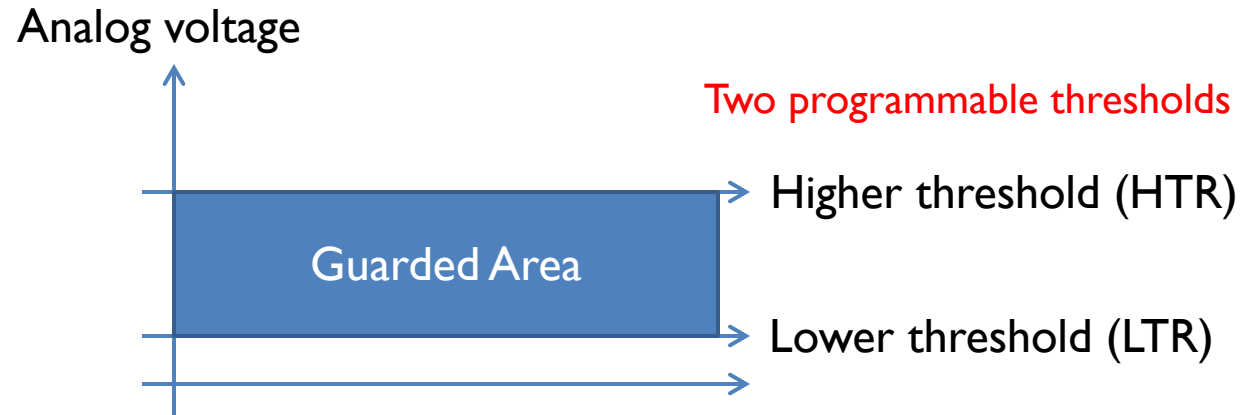 Analog voltage
Two programmable thresholds
Higher threshold (HTR)
Guarded Area
Lower threshold (LTR)